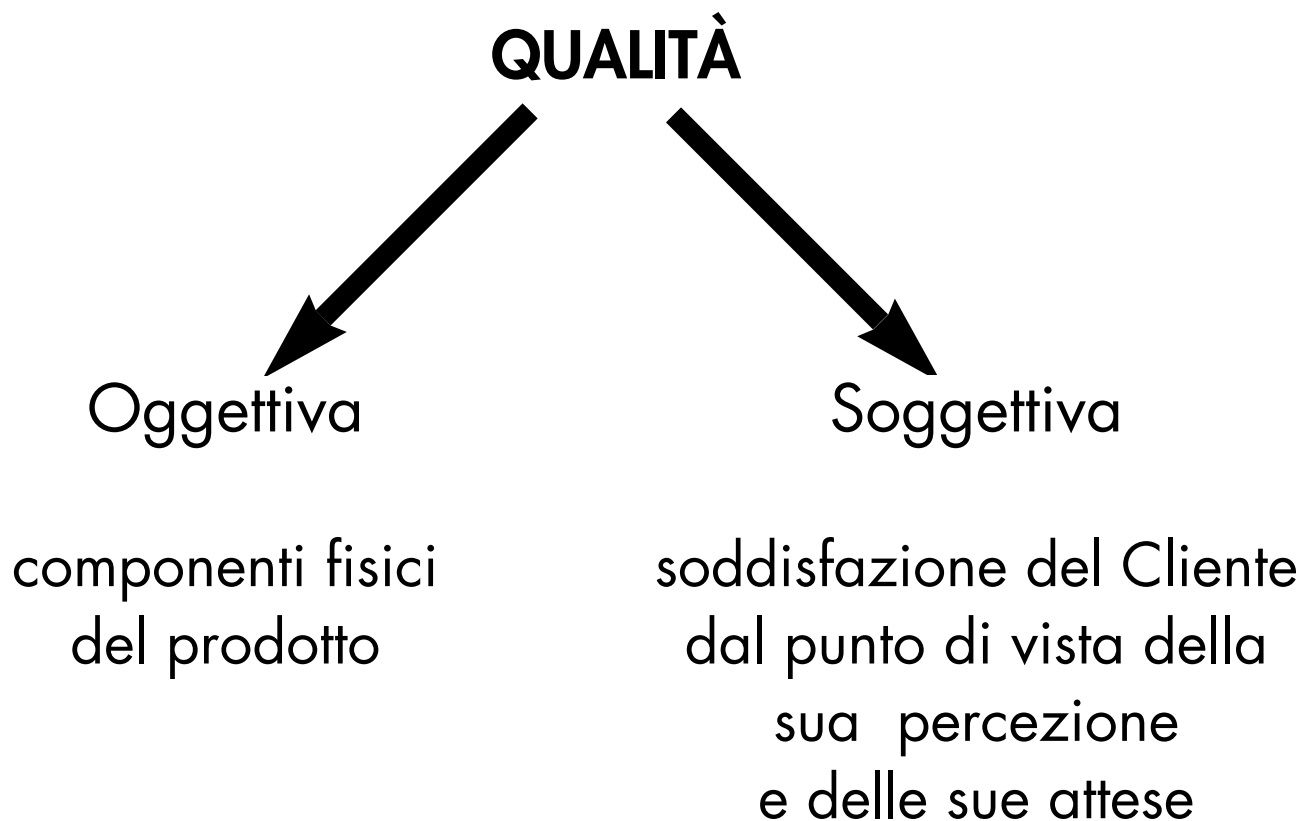 QUALITÀ
Oggettiva
Soggettiva
componenti fisici
del prodotto
soddisfazione del Cliente
dal punto di vista della
sua percezione
e delle sue attese